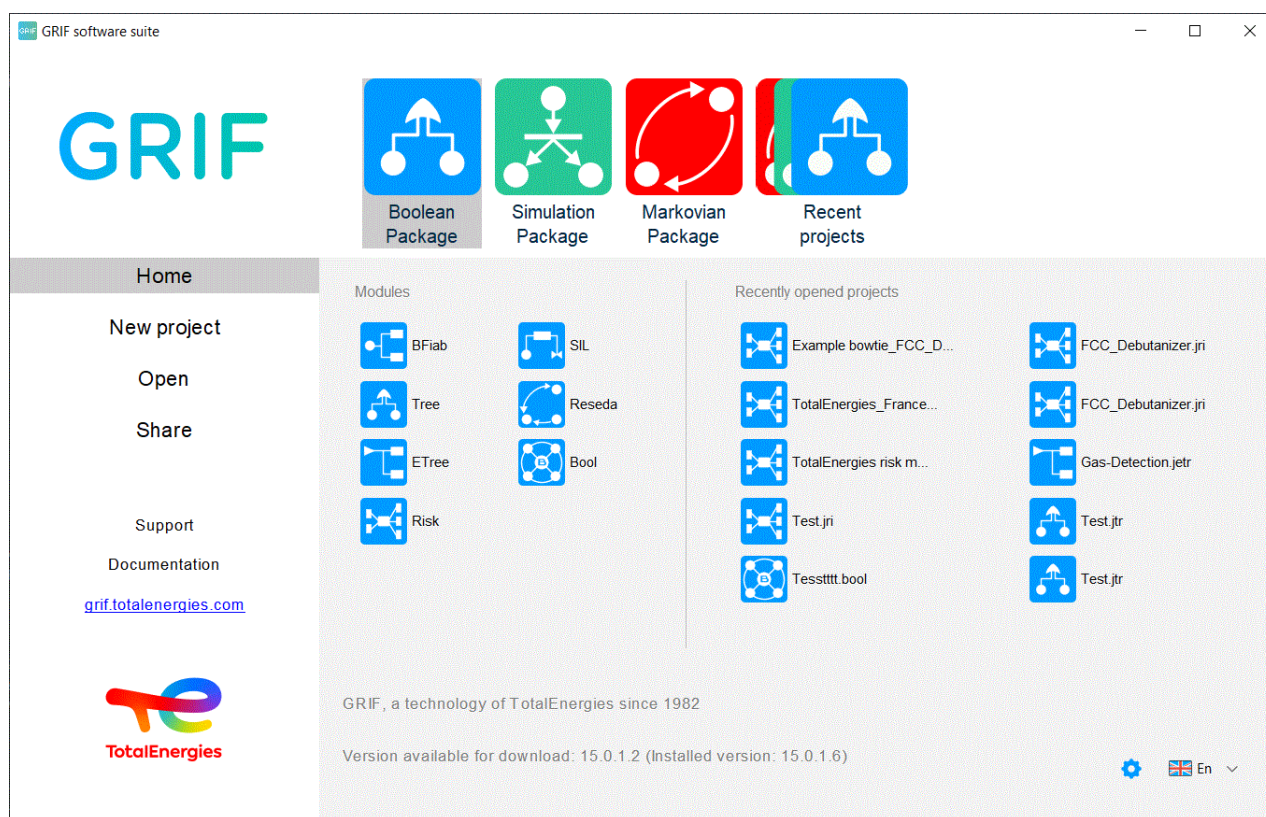 GRIF software suite
GRIF
Boolean
Package
Simulation
Package
Markovian
Package
Recent
projects
Home
New project
Open
Share
Support
Documentation
grif.totalenergies.com
TotalEnergies
Modules
BFiab
SIL
Tree
Reseda
ETree
Bool
Risk
Recently opened projects
Example bowtie_FCC_D...
FCC_Debutanizer.jri
TotalEnergies_France...
FCC_Debutanizer.jri
TotalEnergies risk m...
Gas-Detection.jetr
Test.jri
Test.jtr
Tesstttt.bool
Test.jtr
GRIF, a technology of TotalEnergies since 1982
Version available for download: 15.0.1.2 (Installed version: 15.0.1.6)
En